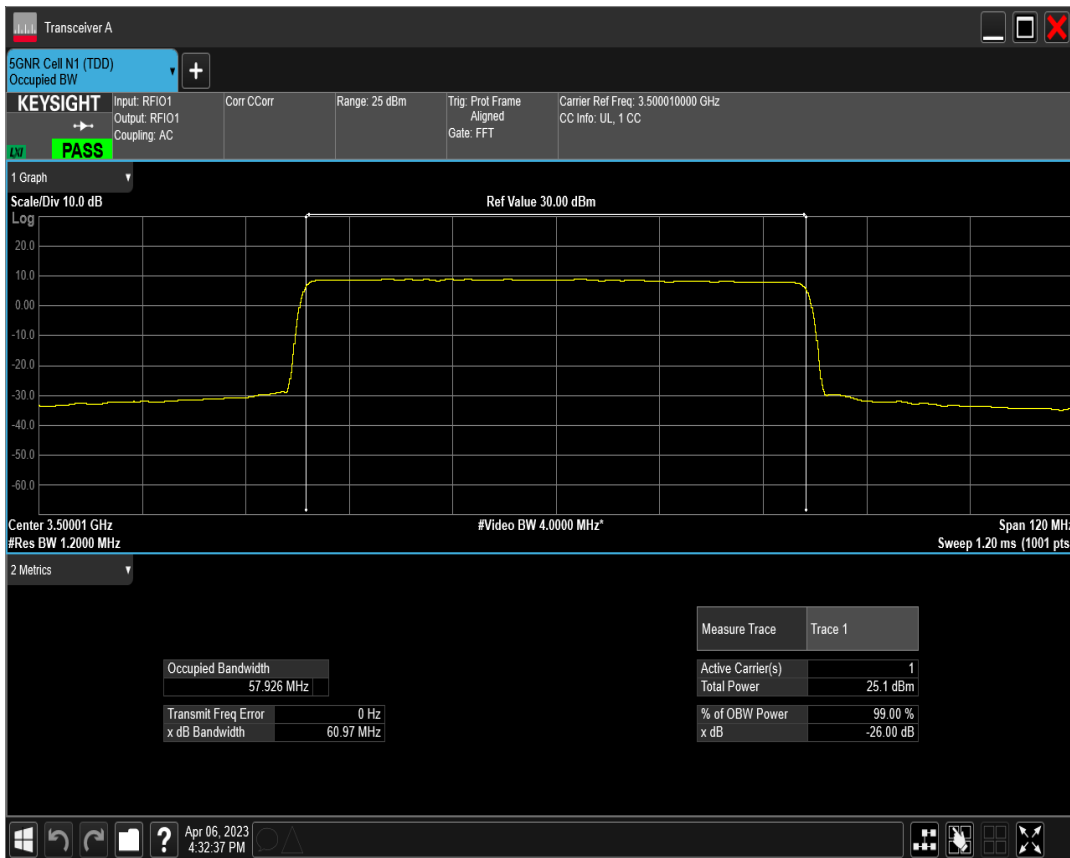 Transceiver A
5GNR Cell N1 (TDD)
Occupied BW
+
KEYSIGHT
LXI
PASS
Input: RFIO1
Output: RFIO1
Coupling: AC
Corr CCorr
Range: 25 dBm
Trig: Prot Frame
Aligned
Gate: FFT
Carrier Ref Freq: 3.500010000 GHz
CC Info: UL, 1 CC
1 Graph
Scale/Div 10.0 dB
Ref Value 30.00 dBm
Log
20.0
10.0
0.00
-10.0
-20.0
-30.0
-40.0
-50.0
-60.0
Center 3.50001 GHz
#Video BW 4.0000 MHz*
Span 120 MHz
#Res BW 1.2000 MHz
Sweep 1.20 ms (1001 pts
2 Metrics
Measure Trace Trace 1
Occupied Bandwidth
57.926 MHz
Active Carrier(s) 1
Total Power 25.1 dBm
Transmit Freq Error 0 Hz
x dB Bandwidth 60.97 MHz
% of OBW Power 99.00 %
x dB -26.00 dB
?
Apr 06, 2023
4:32:37 PM